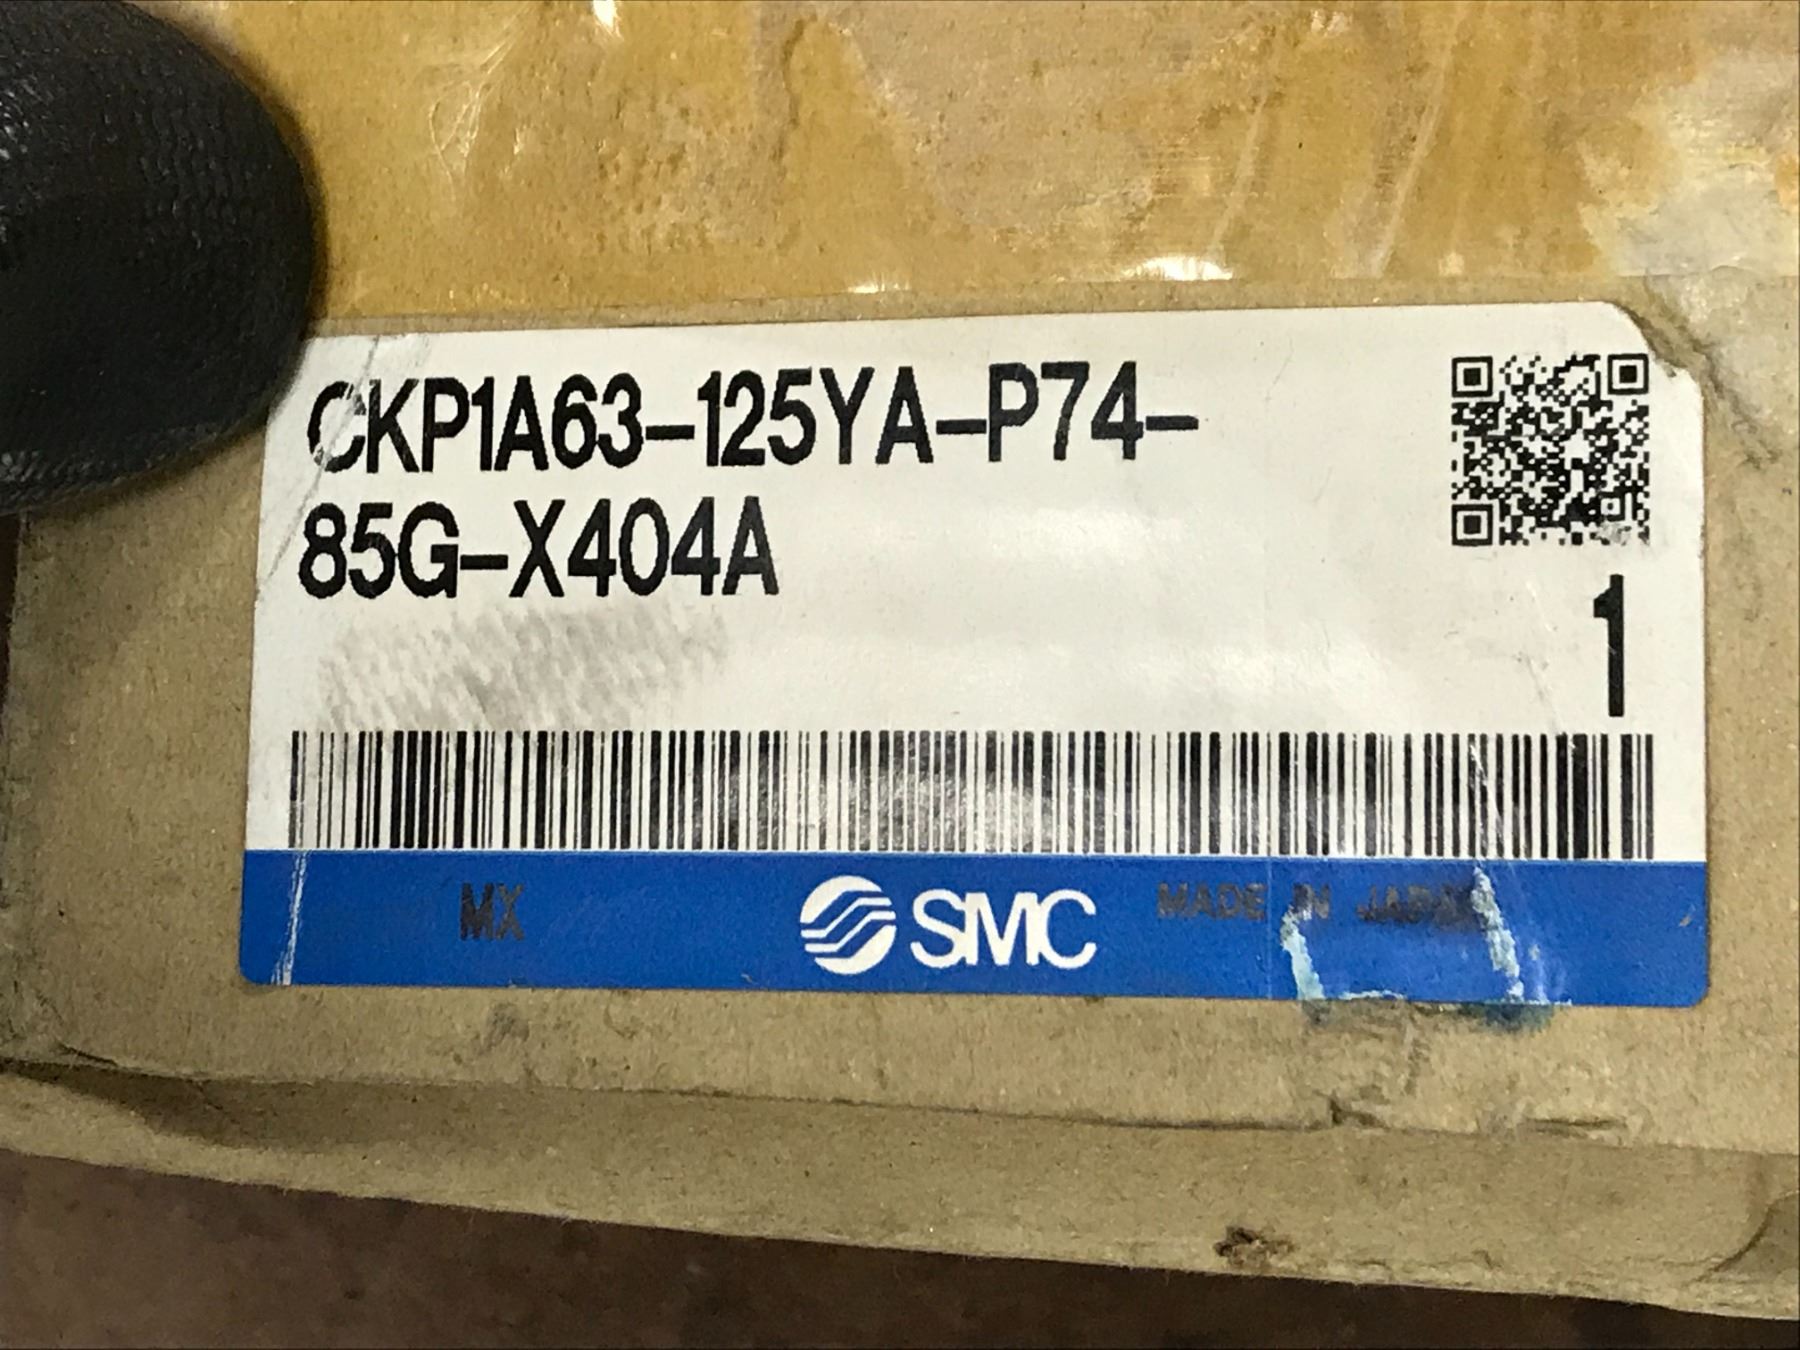 CKP1A63-125YA-P74-
85G-X404A
1
MX
SMC
MADE IN JAPAN